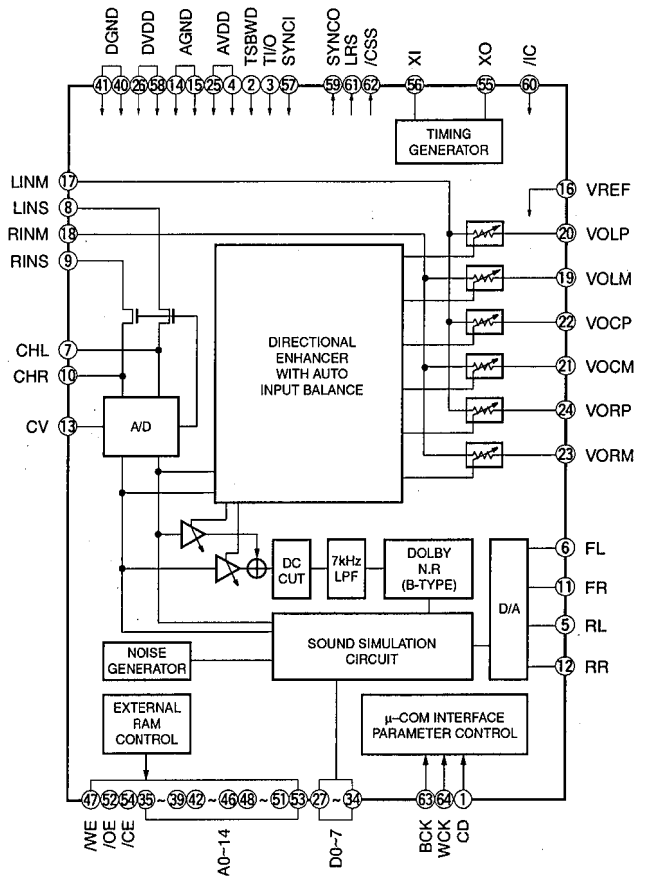 DGND DVDD AGND AVDD TSBWD TI/O SYNCI SYNCO LRS /CSS XI XO /IC
41 40 26 58 14 15 25 4 2 3 57 59 61 62 56 55 60
TIMING
GENERATOR
LINM 17
LINS 8
RINM 18
RINS 9
CHL 7
CHR 10
CV 13
A/D
DIRECTIONAL
ENHANCER
WITH AUTO
INPUT BALANCE
16 VREF
20 VOLP
19 VOLM
22 VOCP
21 VOCM
24 VORP
23 VORM
DC
CUT
7kHz
LPF
DOLBY
N.R
(B-TYPE)
D/A
6 FL
11 FR
5 RL
12 RR
SOUND SIMULATION
CIRCUIT
NOISE
GENERATOR
EXTERNAL
RAM
CONTROL
μ-COM INTERFACE
PARAMETER CONTROL
47 52 54 35 ~ 39 42 ~ 46 48 ~ 51 53 27 ~ 34 63 64 1
/WE /OE /CE A0~14 D0~7 BCK WCK CD